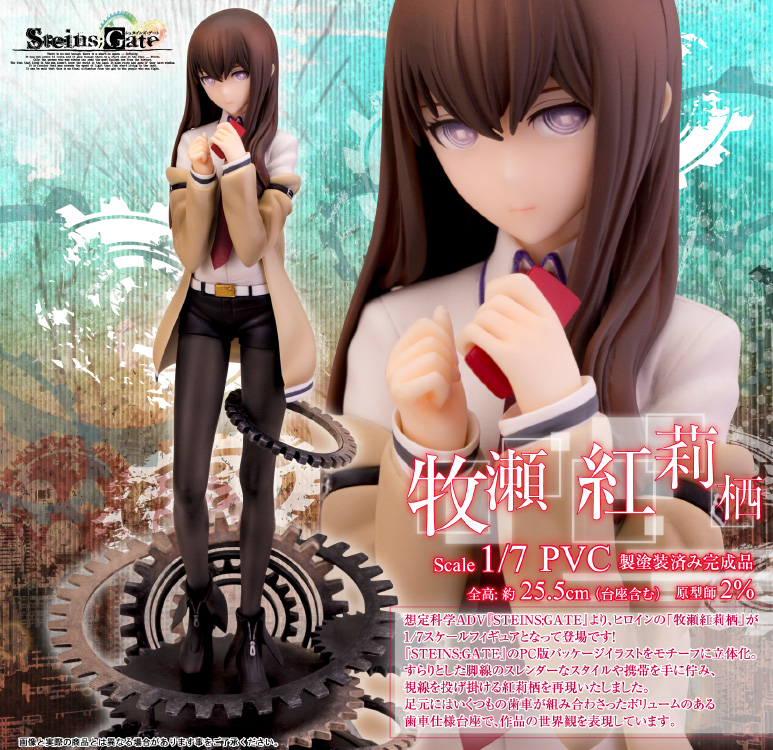 Steins;Gate
シュタインズ・ゲート
牧瀬 紅莉栖
Scale 1/7 PVC 製塗装済み完成品
全高:約25.5cm(台座含む) 原型師 2%
想定科学ADV『STEINS;GATE』より、ヒロインの「牧瀬紅莉栖」が
1/7スケールフィギュアとなって登場です!
『STEINS;GATE』のPC版パッケージイラストをモチーフに立体化。
すらりとした脚線のスレンダーなスタイルや携帯を手に佇み、
視線を投げ掛ける紅莉栖を再現いたしました。
足元にはいくつもの歯車が組み合わさったボリュームのある
歯車仕様台座で、作品の世界観を表現しています。
画像と実際の商品とは異なる場合があります事をご了承ください。